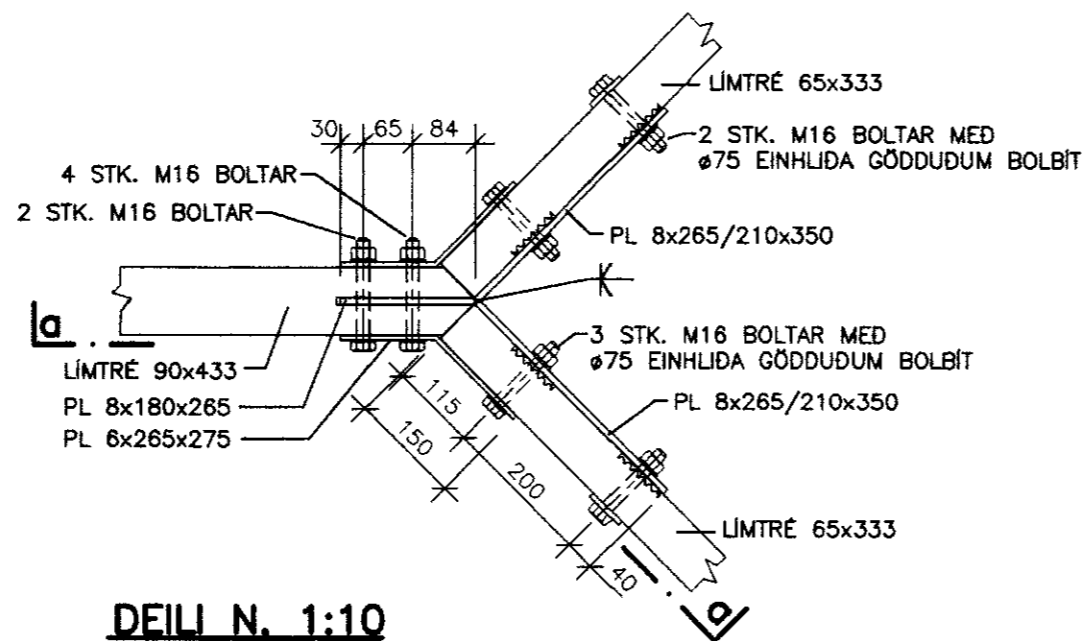 LÍMTRÉ 65x333
30 65 84
2 STK. M16 BOLTAR MEÐ
ø75 EINHLIÐA GÖDDUÐUM BOLBÍT
4 STK. M16 BOLTAR
2 STK. M16 BOLTAR
PL 8x265/210x350
K
a
3 STK. M16 BOLTAR MEÐ
ø75 EINHLIÐA GÖDDUÐUM BOLBÍT
LÍMTRÉ 90x433
PL 8x180x265
PL 8x265/210x350
PL 6x265x275
115
150
200
LÍMTRÉ 65x333
40
a
DEILI N. 1:10